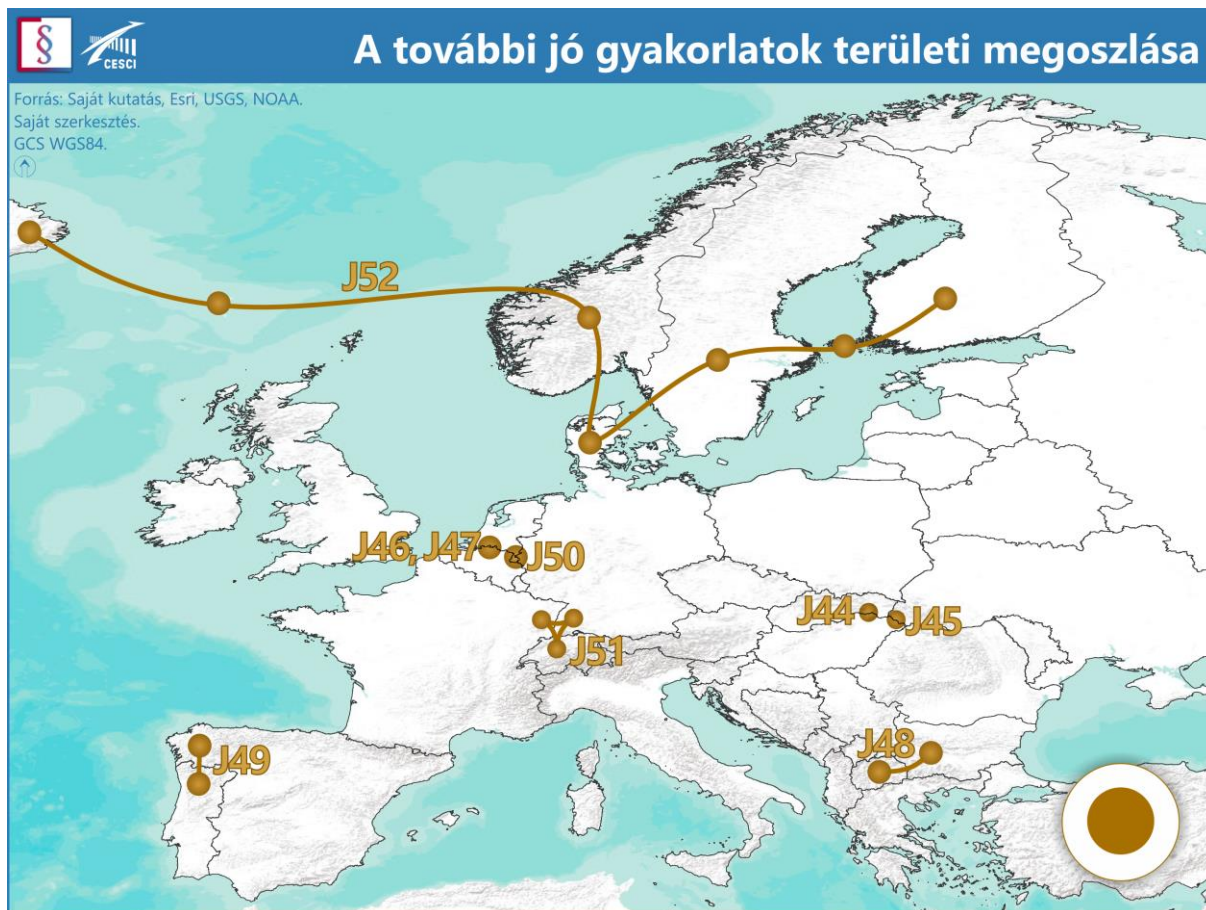 §
CESCI
A további jó gyakorlatok területi megoszlása
Forrás: Saját kutatás, Esri, USGS, NOAA.
Saját szerkesztés.
GCS WGS84.
J52
J46, J47
J50
J44
J45
J51
J49
J48